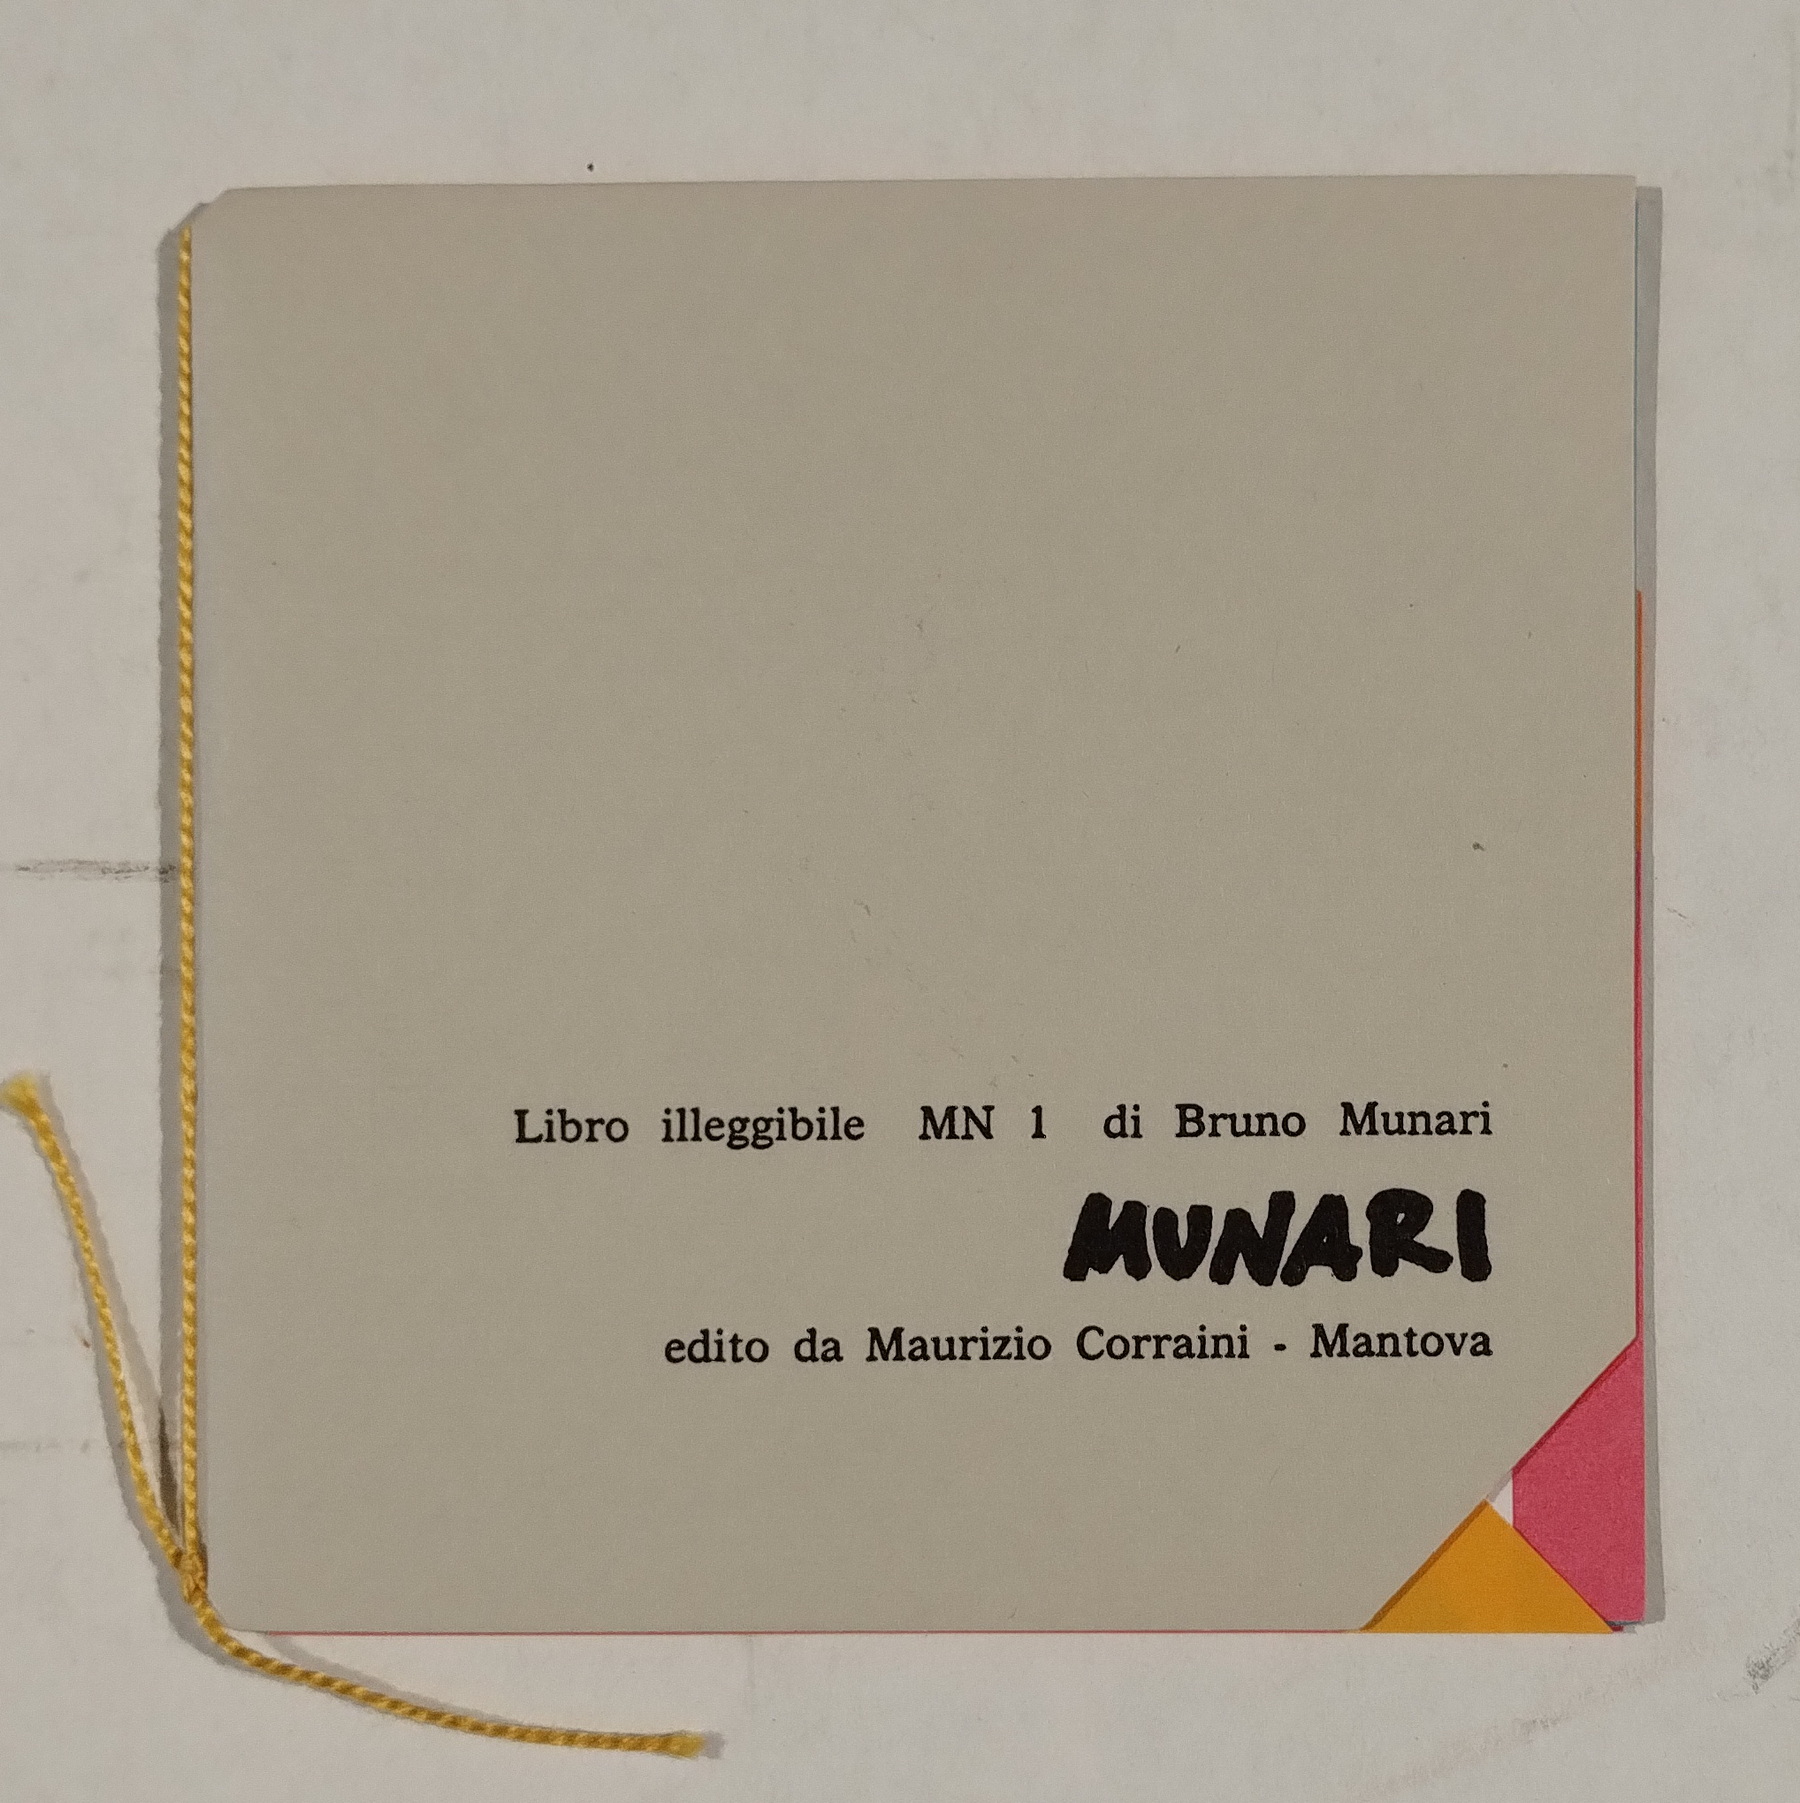 Libro illeggibile MN 1 di Bruno Munari
MUNARI
edito da Maurizio Corraini - Mantova